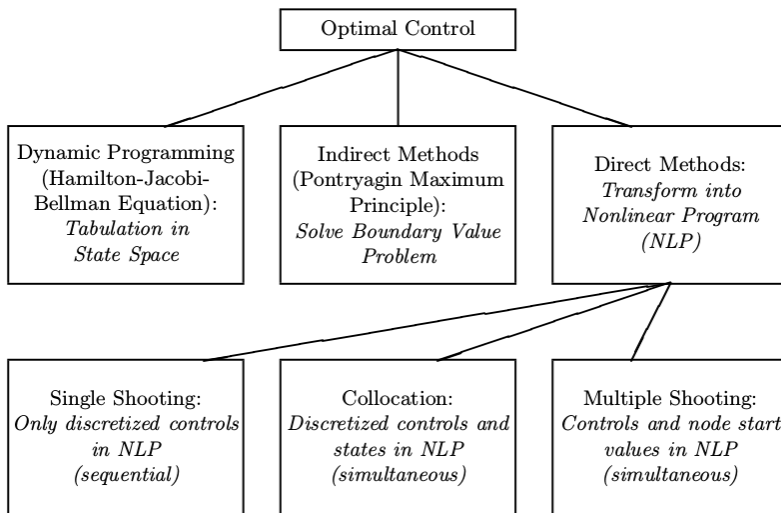 Optimal Control
Dynamic Programming
(Hamilton-Jacobi-
Bellman Equation):
Tabulation in
State Space
Indirect Methods
(Pontryagin Maximum
Principle):
Solve Boundary Value
Problem
Direct Methods:
Transform into
Nonlinear Program
(NLP)
Single Shooting:
Only discretized controls
in NLP
(sequential)
Collocation:
Discretized controls and
states in NLP
(simultaneous)
Multiple Shooting:
Controls and node start
values in NLP
(simultaneous)